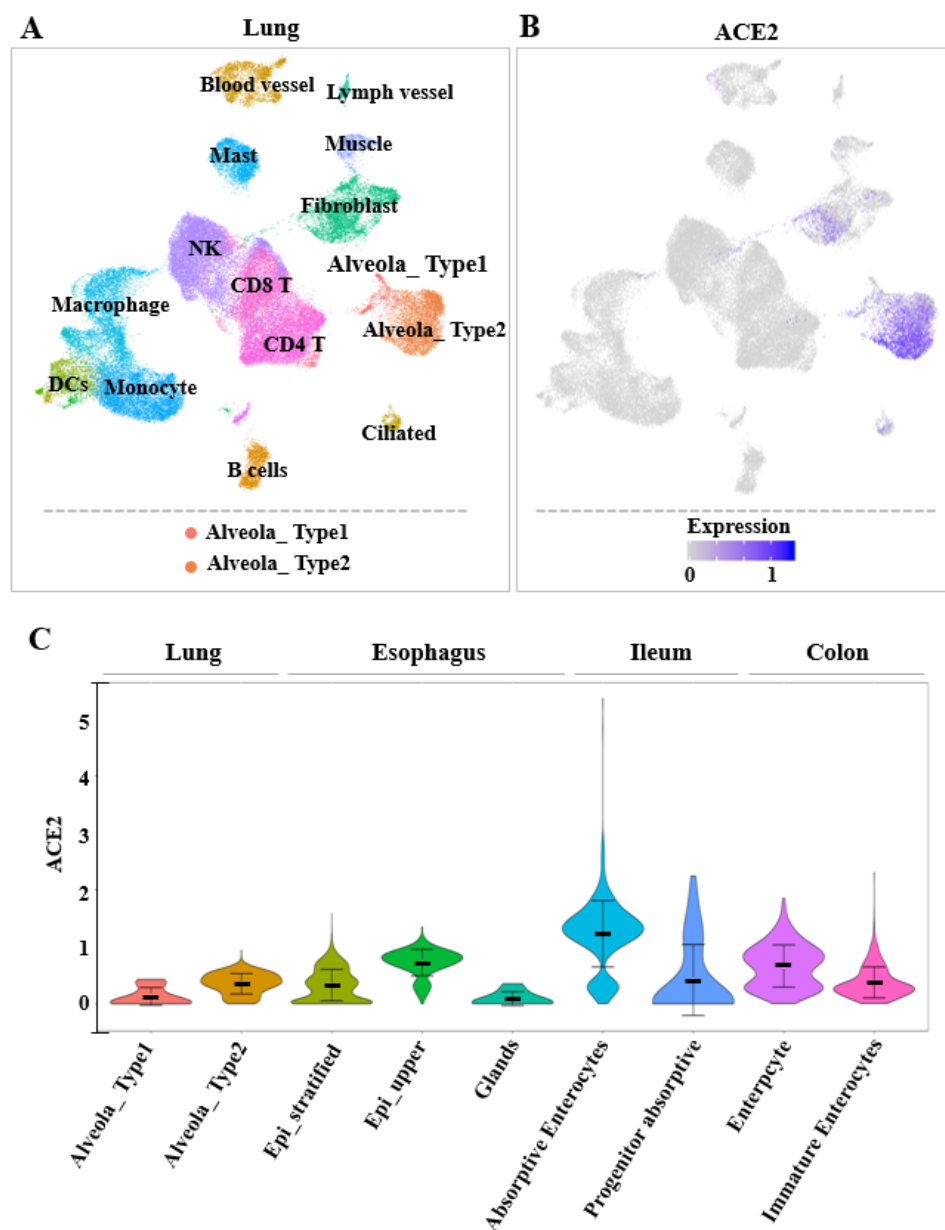 A
Lung
Blood vessel
Lymph vessel
Mast
Muscle
Fibroblast
NK
Alveola_ Type1
CD8 T
Macrophage
Alveola_ Type2
CD4 T
DCs
Monocyte
Ciliated
B cells
Alveola_ Type1
Alveola_ Type2
B
ACE2
Expression
0 1
C
Lung Esophagus Ileum Colon
ACE2
5
4
3
2
1
0
Alveola_ Type1
Alveola_ Type2
Epi_stratified
Epi_upper
Glands
Absorptive Enterocytes
Progenitor absorptive
Enterpcyte
Immature Enterocytes